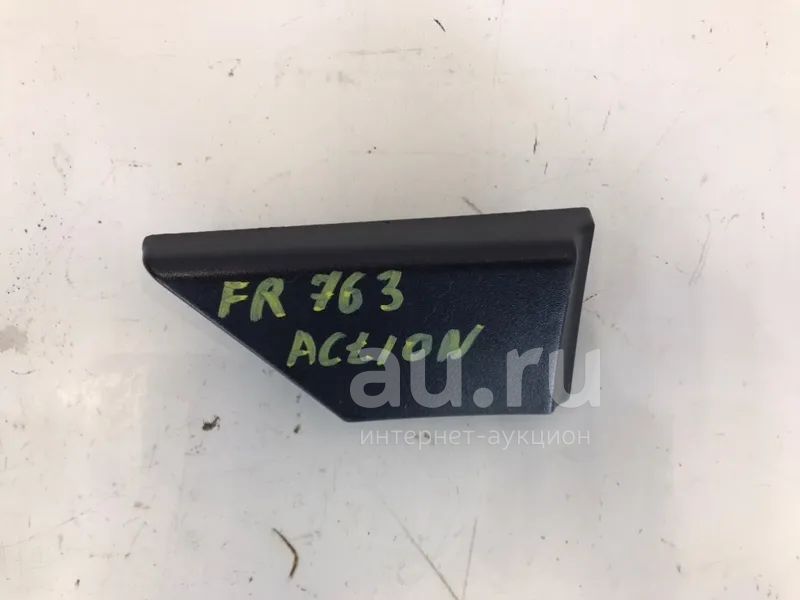 FR 763
ACTION
au.ru
интернет-аукцион